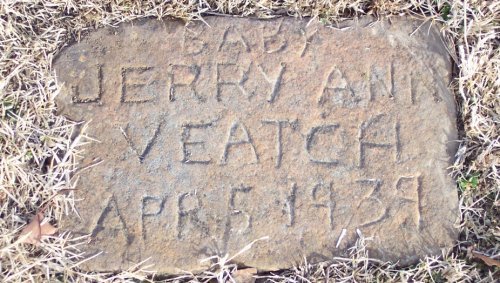 BABY
JERRY ANN
VEATCH
APR 5 1939